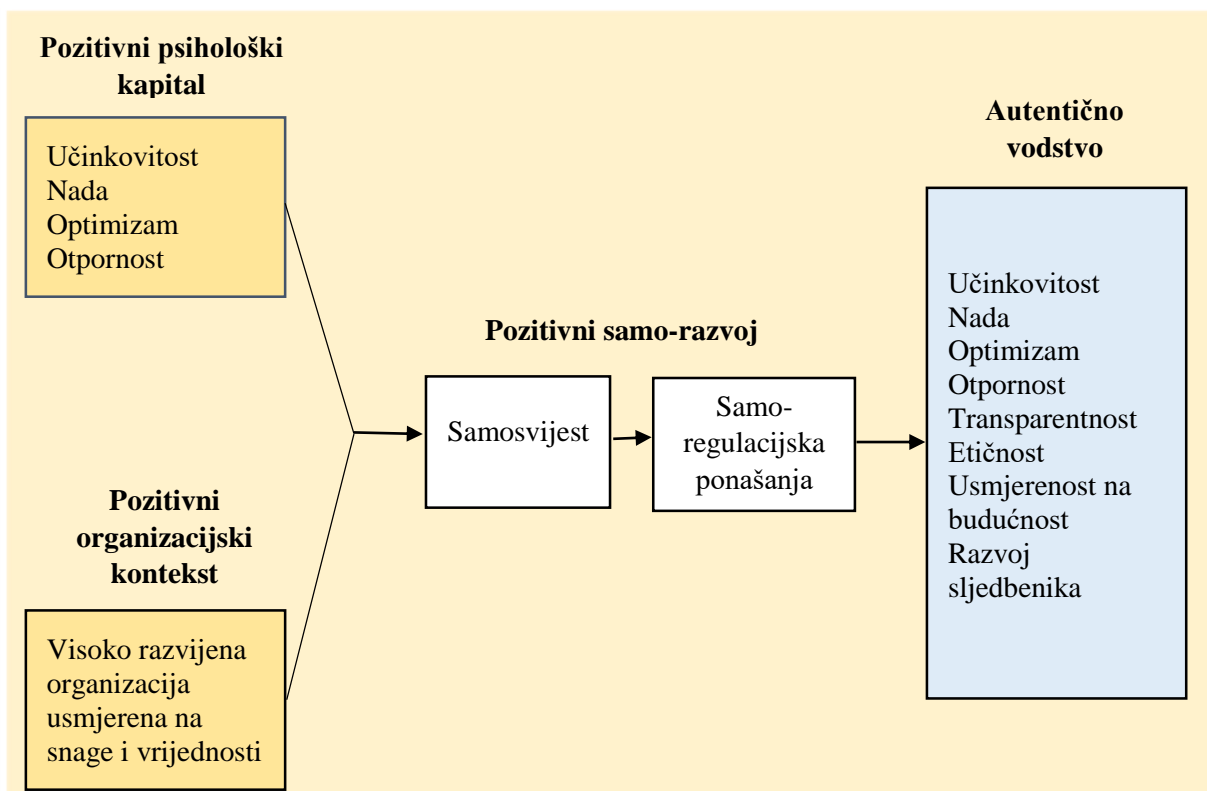 Pozitivni psihološki
kapital
Učinkovitost
Nada
Optimizam
Otpornost
Pozitivni
organizacijski
kontekst
Visoko razvijena
organizacija
usmjerena na
snage i vrijednosti
Pozitivni samo-razvoj
Samosvijest
Samo-
regulacijska
ponašanja
Autentično
vodstvo
Učinkovitost
Nada
Optimizam
Otpornost
Transparentnost
Etičnost
Usmjerenost na
budućnost
Razvoj
sljedbenika